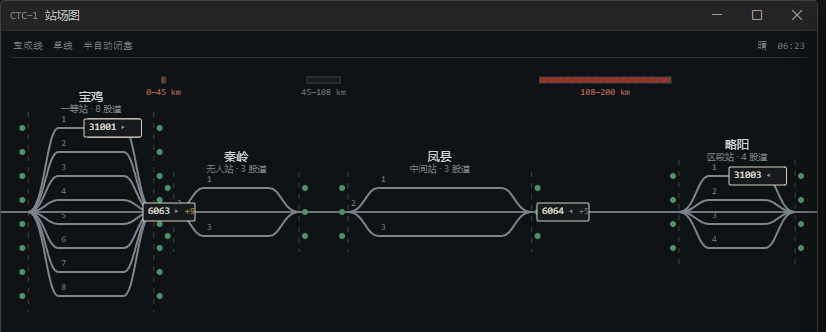 CTC-1 站场图
宝成线 单线 半自动闭塞
晴 06:23
0—45 km
45—108 km
108—200 km
宝鸡
一等站 · 8 股道
秦岭
无人站 · 3 股道
凤县
中间站 · 3 股道
略阳
区段站 · 4 股道
1
31001
2
3
4
5
6
7
8
6063 +9
1
3
1
2
3
6064 +5
1
31003
2
3
4